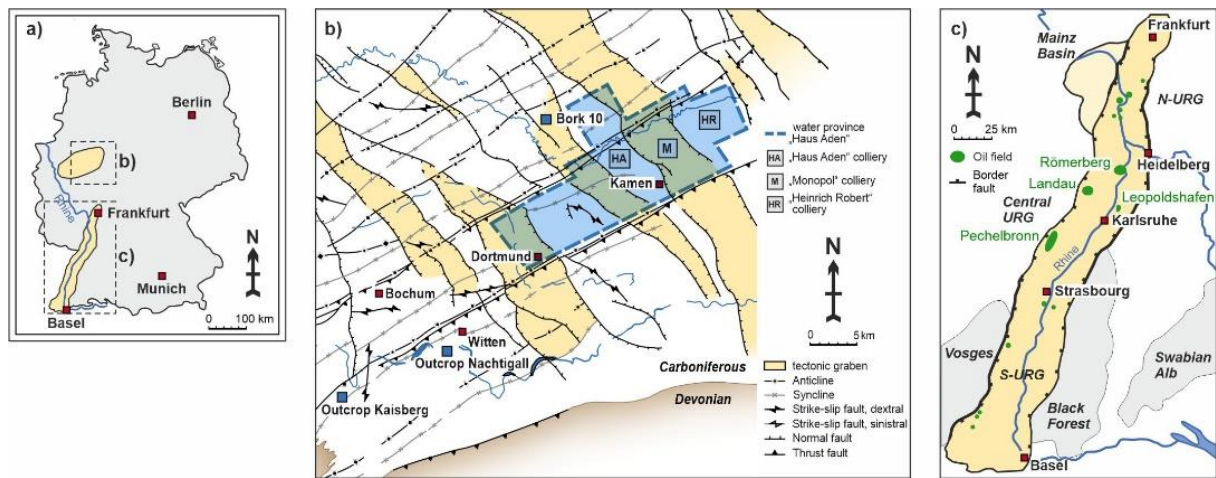 a)
Berlin
b)
Rhine
Frankfurt
c)
N
Munich
Basel
0 100 km
b)
Bork 10
HA
M
HR
Kamen
Dortmund
Bochum
Witten
Outcrop Nachtigall
Outcrop Kaisberg
Carboniferous
Devonian
water province
„Haus Aden“
HA „Haus Aden“
colliery
M „Monopol“ colliery
HR „Heinrich Robert“
colliery
N
0 5 km
tectonic graben
Anticline
Syncline
Strike-slip fault, dextral
Strike-slip fault, sinistral
Normal fault
Thrust fault
c)
Mainz
Basin
Frankfurt
N
N-URG
0 25 km
Oil field
Border
fault
Römerberg
Heidelberg
Landau
Central
URG
Leopoldshafen
Karlsruhe
Pechelbronn
Rhine
Strasbourg
Vosges
S-URG
Swabian
Alb
Black
Forest
Basel